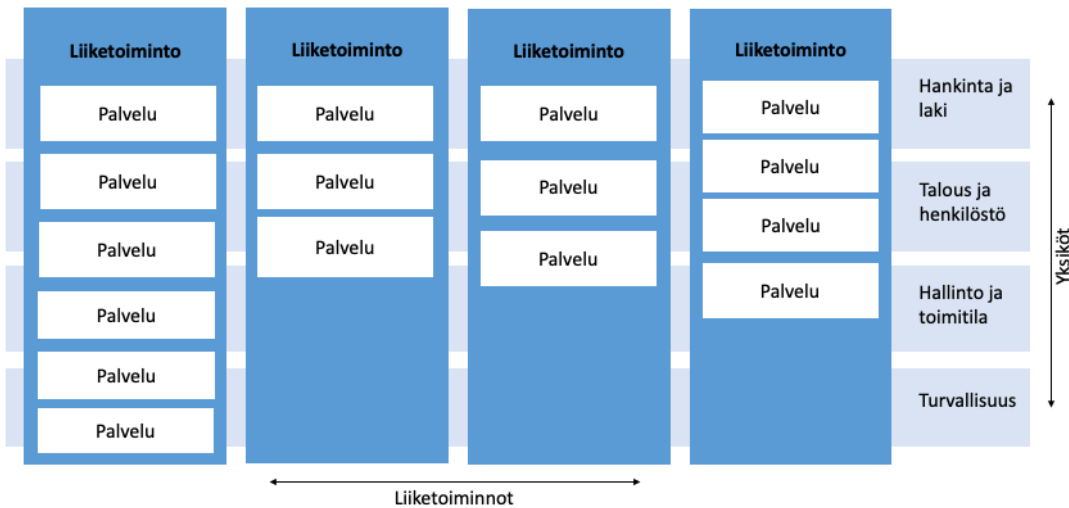 Liiketoiminto
Palvelu
Palvelu
Palvelu
Palvelu
Palvelu
Palvelu
Liiketoiminto
Palvelu
Palvelu
Palvelu
Liiketoiminto
Palvelu
Palvelu
Palvelu
Liiketoiminto
Palvelu
Palvelu
Palvelu
Palvelu
Hankinta ja
laki
Talous ja
henkilöstö
Hallinto ja
toimitila
Turvallisuus
Yksiköt
Liiketoiminnot